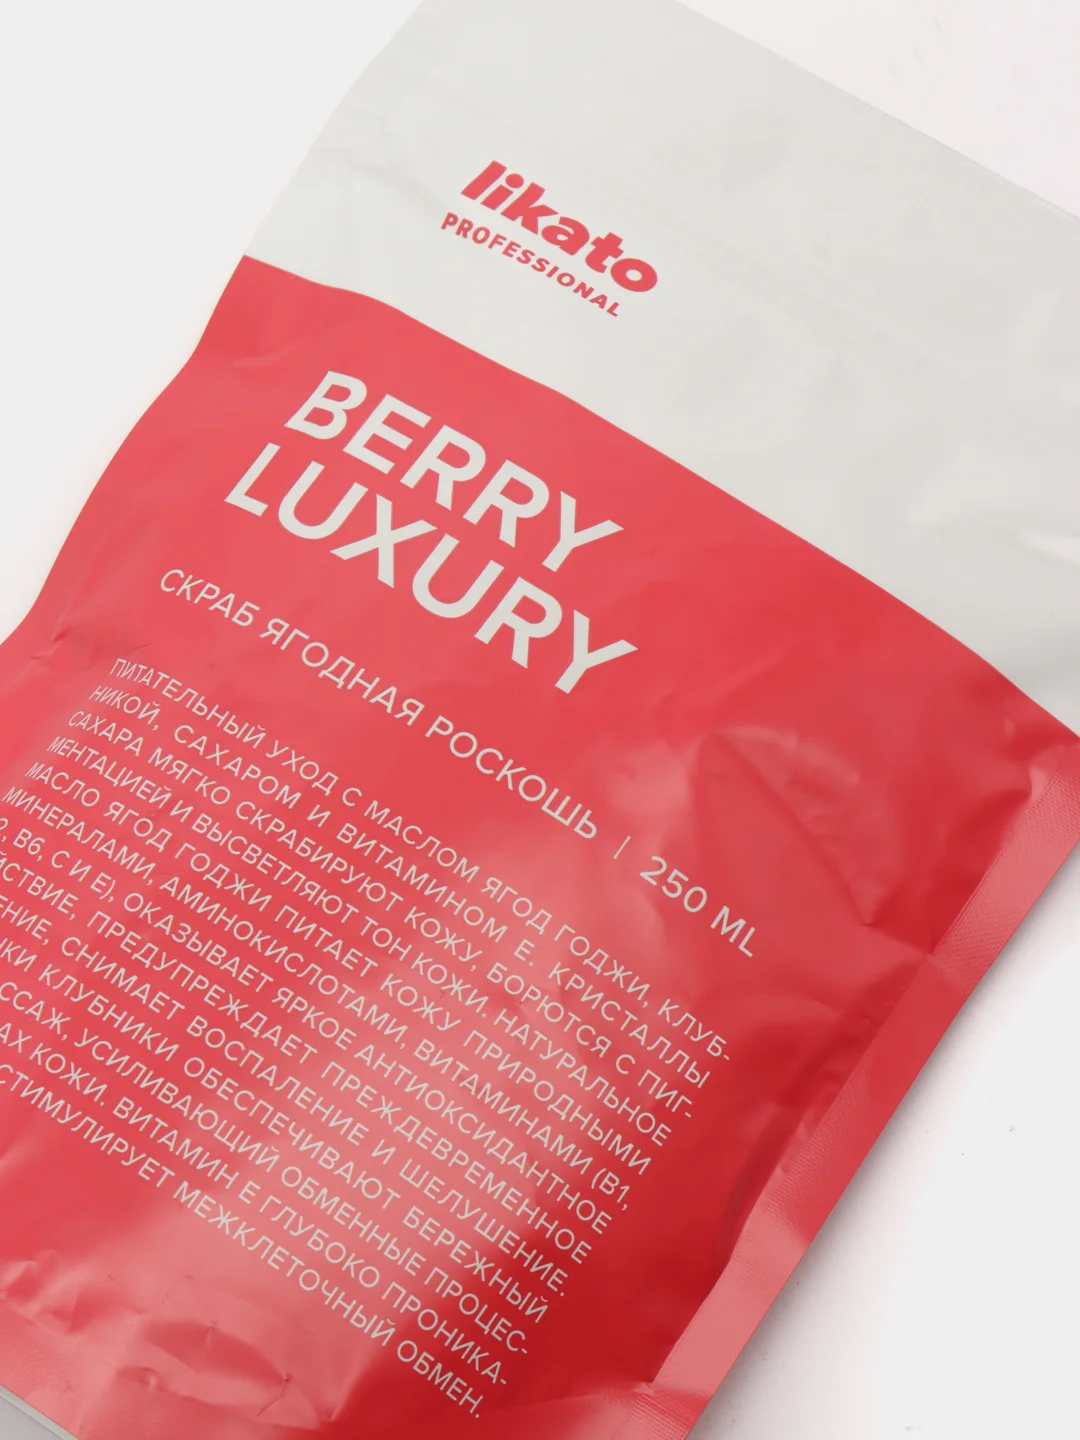 likato
PROFESSIONAL
BERRY
LUXURY
СКРАБ ЯГОДНАЯ РОСКОШЬ | 250 ML
ПИТАТЕЛЬНЫЙ УХОД С МАСЛОМ ЯГОД ГОДЖИ, КЛУБ-
НИКОЙ, САХАРОМ И ВИТАМИНОМ Е. КРИСТАЛЛЫ
САХАРА МЯГКО СКРАБИРУЮТ КОЖУ, БОРЮТСЯ С ПИГ-
МЕНТАЦИЕЙ И ВЫСВЕТЛЯЮТ ТОН КОЖИ. НАТУРАЛЬНОЕ
МАСЛО ЯГОД ГОДЖИ ПИТАЕТ КОЖУ ПРИРОДНЫМИ
МИНЕРАЛАМИ, АМИНОКИСЛОТАМИ, ВИТАМИНАМИ (В1,
В6, С И Е), ОКАЗЫВАЕТ ЯРКОЕ АНТИОКСИДАНТНОЕ
ЙСТВИЕ, ПРЕДУПРЕЖДАЕТ ПРЕЖДЕВРЕМЕННОЕ
ЕНИЕ, СНИМАЕТ ВОСПАЛЕНИЕ И ШЕЛУШЕНИЕ.
КИ КЛУБНИКИ ОБЕСПЕЧИВАЮТ БЕРЕЖНЫЙ
ССАЖ, УСИЛИВАЮЩИЙ ОБМЕННЫЕ ПРОЦЕС-
АХ КОЖИ. ВИТАМИН Е ГЛУБОКО ПРОНИКА-
СТИМУЛИРУЕТ МЕЖКЛЕТОЧНЫЙ ОБМЕН.